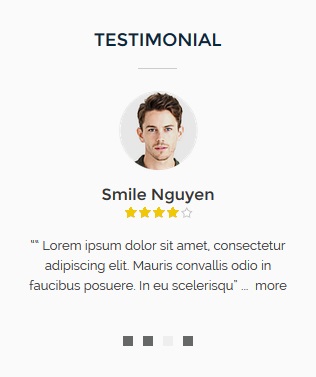 TESTIMONIAL
Smile Nguyen
"" Lorem ipsum dolor sit amet, consectetur
adipiscing elit. Mauris convallis odio in
faucibus posuere. In eu scelerisqu" ... more